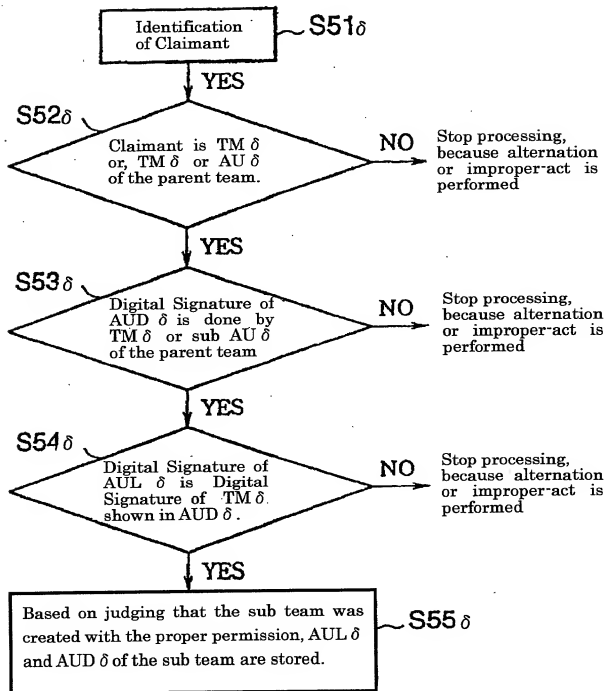 Identification
of Claimant
S51δ
YES
S52δ
Claimant is TM δ
or, TM δ or AU δ
of the parent team.
NO
Stop processing,
because alternation
or improper-act is
performed
YES
S53δ
Digital Signature of
AUD δ is done by
TM δ or sub AU δ
of the parent team
NO
Stop processing,
because alternation
or improper-act is
performed
YES
S54δ
Digital Signature of
AUL δ is Digital
Signature of TM δ
shown in AUD δ.
NO
Stop processing,
because alternation
or improper-act is
performed
YES
Based on judging that the sub team was
created with the proper permission, AUL δ
and AUD δ of the sub team are stored.
S55δ